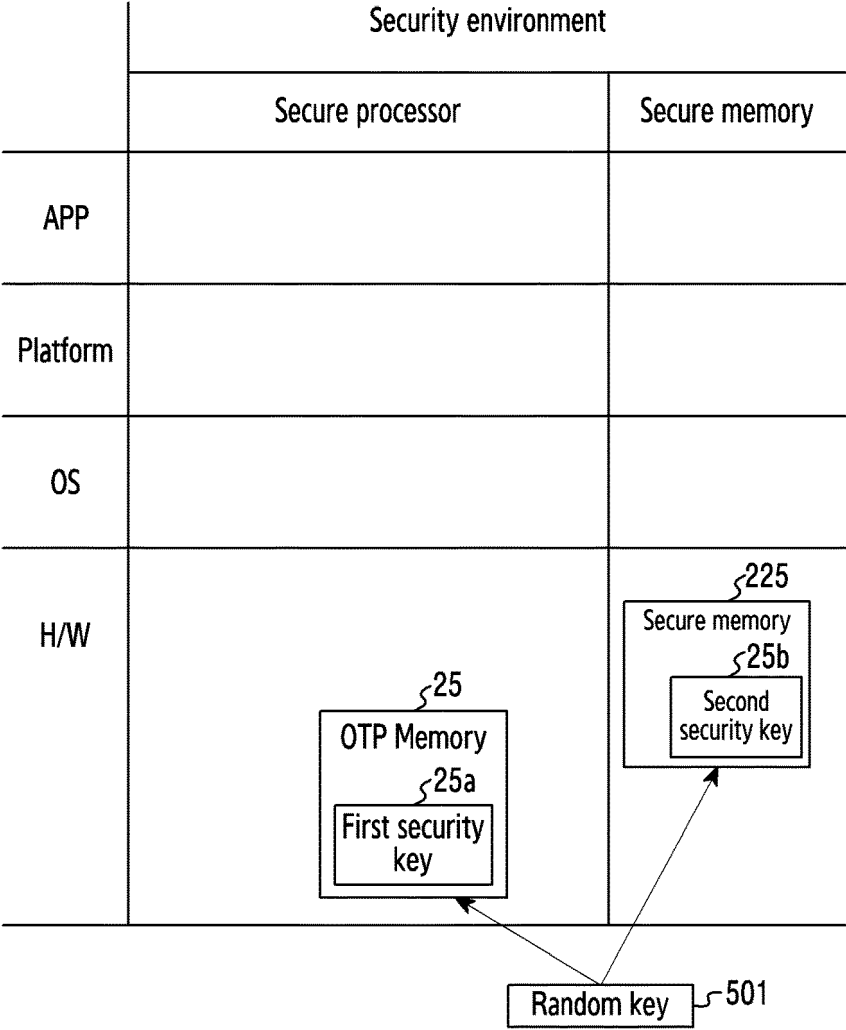 Security environment
Secure processor
Secure memory
APP
Platform
OS
H/W
225
Secure memory
25b
Second
security key
25
OTP Memory
25a
First security
key
Random key
501